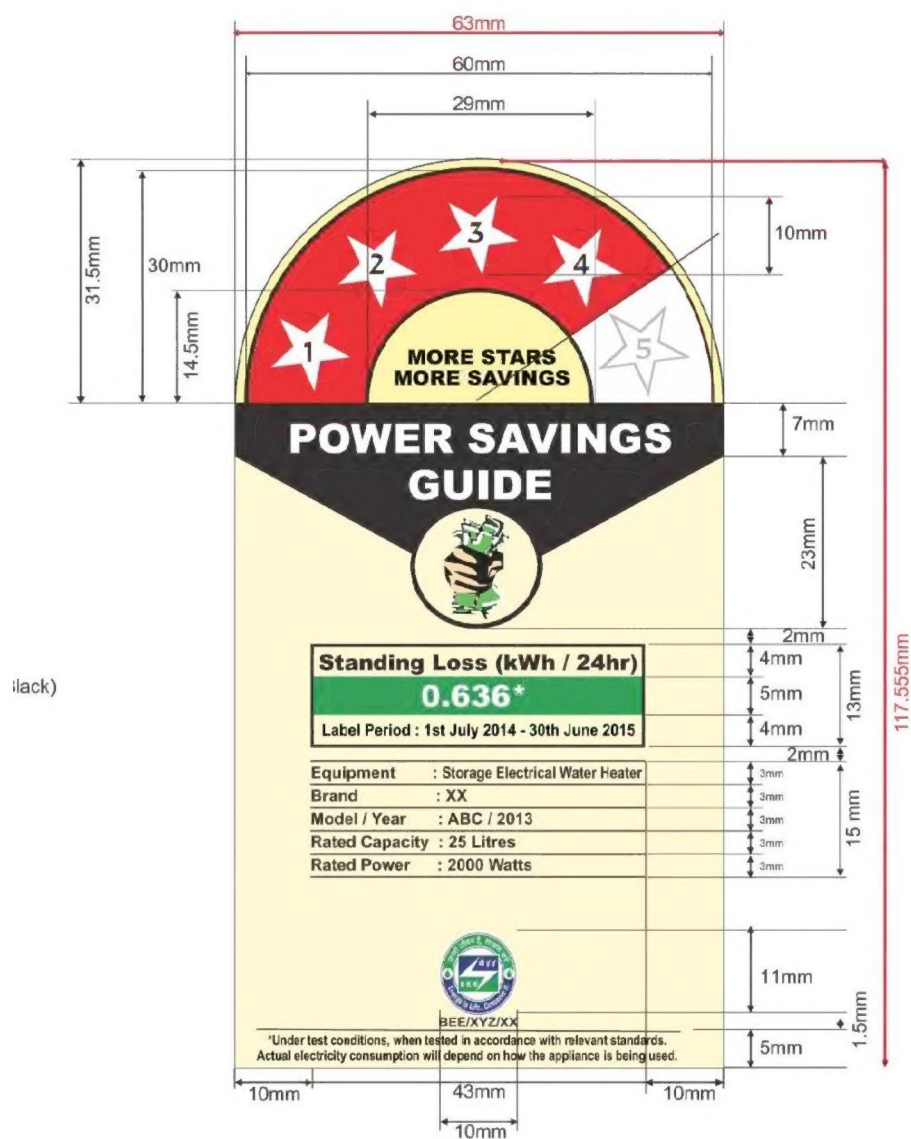 63mm
60mm
29mm
31.5mm
30mm
14.5mm
10mm
1
2
3
4
5
MORE STARS
MORE SAVINGS
7mm
POWER SAVINGS
GUIDE
23mm
117.555mm
2mm
Standing Loss (kWh / 24hr)
4mm
0.636*
5mm
13mm
Label Period : 1st July 2014 - 30th June 2015
4mm
lack)
2mm
Equipment : Storage Electrical Water Heater
3mm
Brand : XX
3mm
Model / Year : ABC / 2013
3mm
15 mm
Rated Capacity : 25 Litres
3mm
Rated Power : 2000 Watts
3mm
11mm
BEE
BEE/XYZ/XX
1.5mm
*Under test conditions, when tested in accordance with relevant standards.
Actual electricity consumption will depend on how the appliance is being used.
5mm
10mm
43mm
10mm
10mm